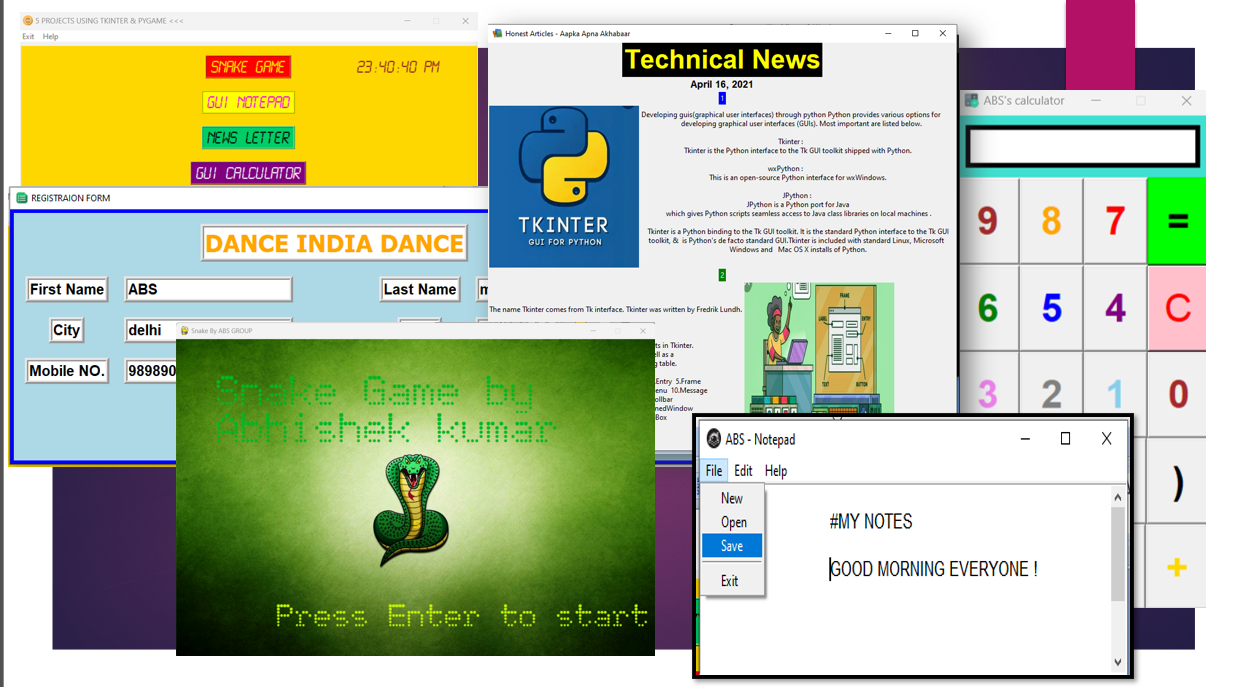 5 PROJECTS USING TKINTER & PYGAME <<<
Exit Help
SNAKE GAME
23:40:40 PM
GUI NOTEPAD
NEWS LETTER
GUI CALCULATOR
REGISTRAION FORM
DANCE INDIA DANCE
First Name
ABS
Last Name
City
delhi
Mobile NO.
989890
Honest Articles - Aapka Apna Akhabaar
Technical News
April 16, 2021
1
TKINTER
GUI FOR PYTHON
Developing guis(graphical user interfaces) through python Python provides various options for
developing graphical user interfaces (GUIs). Most important are listed below.
Tkinter :
Tkinter is the Python interface to the Tk GUI toolkit shipped with Python.
wxPython :
This is an open-source Python interface for wxWindows.
JPython :
JPython is a Python port for Java
which gives Python scripts seamless access to Java class libraries on local machines .
Tkinter is a Python binding to the Tk GUI toolkit. It is the standard Python interface to the Tk GUI
toolkit, & is Python's de facto standard GUI.Tkinter is included with standard Linux, Microsoft
Windows and Mac OS X installs of Python.
2
The name Tkinter comes from Tk interface. Tkinter was written by Fredrik Lundh.
ts in Tkinter.
ell as a
g table.
.Entry 5.Frame
enu 10.Message
ollbar
nedWindow
Box
FRAME
LABEL
ENTRY
TEXT
BUTTON
ABS's calculator
9 8 7 =
6 5 4 C
3 2 1 0
)
+
Snake By ABS GROUP
Snake Game by
Abhishek kumar
Press Enter to start
ABS - Notepad
File Edit Help
New
Open
Save
Exit
#MY NOTES
GOOD MORNING EVERYONE !